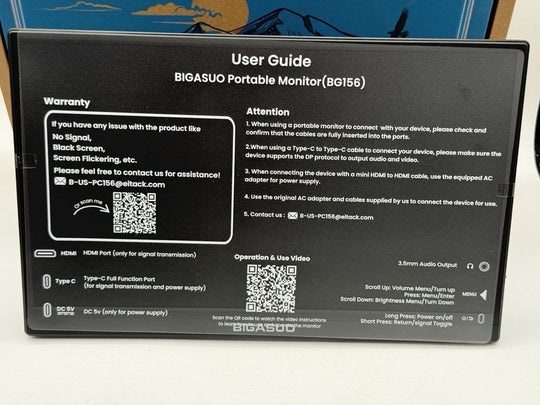 User Guide
BIGASUO Portable Monitor(BG156)
Warranty
If you have any issue with the product like
No Signal,
Black Screen,
Screen Flickering, etc.
Please feel free to contact us for assistance!
B-US-PC156@eitack.com
Or scan me
Attention
1. When using a portable monitor to connect with your device, please check and
confirm that the cables are fully inserted into the ports.
2.When using a Type-C to Type-C cable to connect your device, please make sure the
device supports the DP protocol to output audio and video.
3. When connecting the device with a mini HDMI to HDMI cable, use the equipped AC
adapter for power supply.
4. Use the original AC adapter and cables supplied by us to connect the device for use.
5. Contact us : B-US-PC156@eitack.com
HDMI HDMI Port (only for signal transmission)
Type C Type-C Full Function Port
(for signal transmission and power supply)
DC 5V DC 5v (only for power supply)
Operation & Use Video
Scan the QR code to watch the video instructions
to learn
the monitor
BIGASUO
3.5mm Audio Output
Scroll Up: Volume Menu/Turn up
Press: Menu/Enter
Scroll Down: Brightness Menu/Turn Down
MENU
Long Press: Power on/off
Short Press: Return/signal Toggle